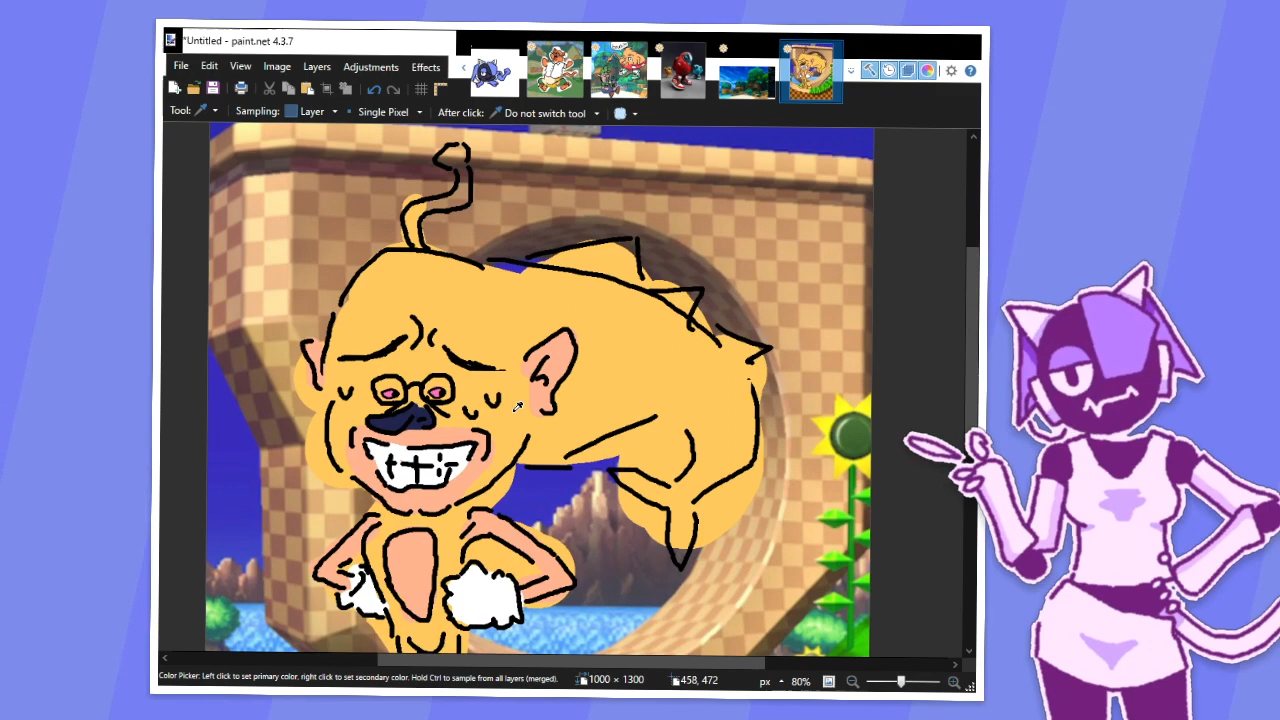 *Untitled - paint.net 4.3.7
File Edit View Image Layers Adjustments Effects
Tool: Sampling: Layer Single Pixel After click: Do not switch tool
Color Picker: Left click to set primary color, right click to set secondary color. Hold Ctrl to sample from all layers (merged). 1000 × 1300 458, 472 px 80%